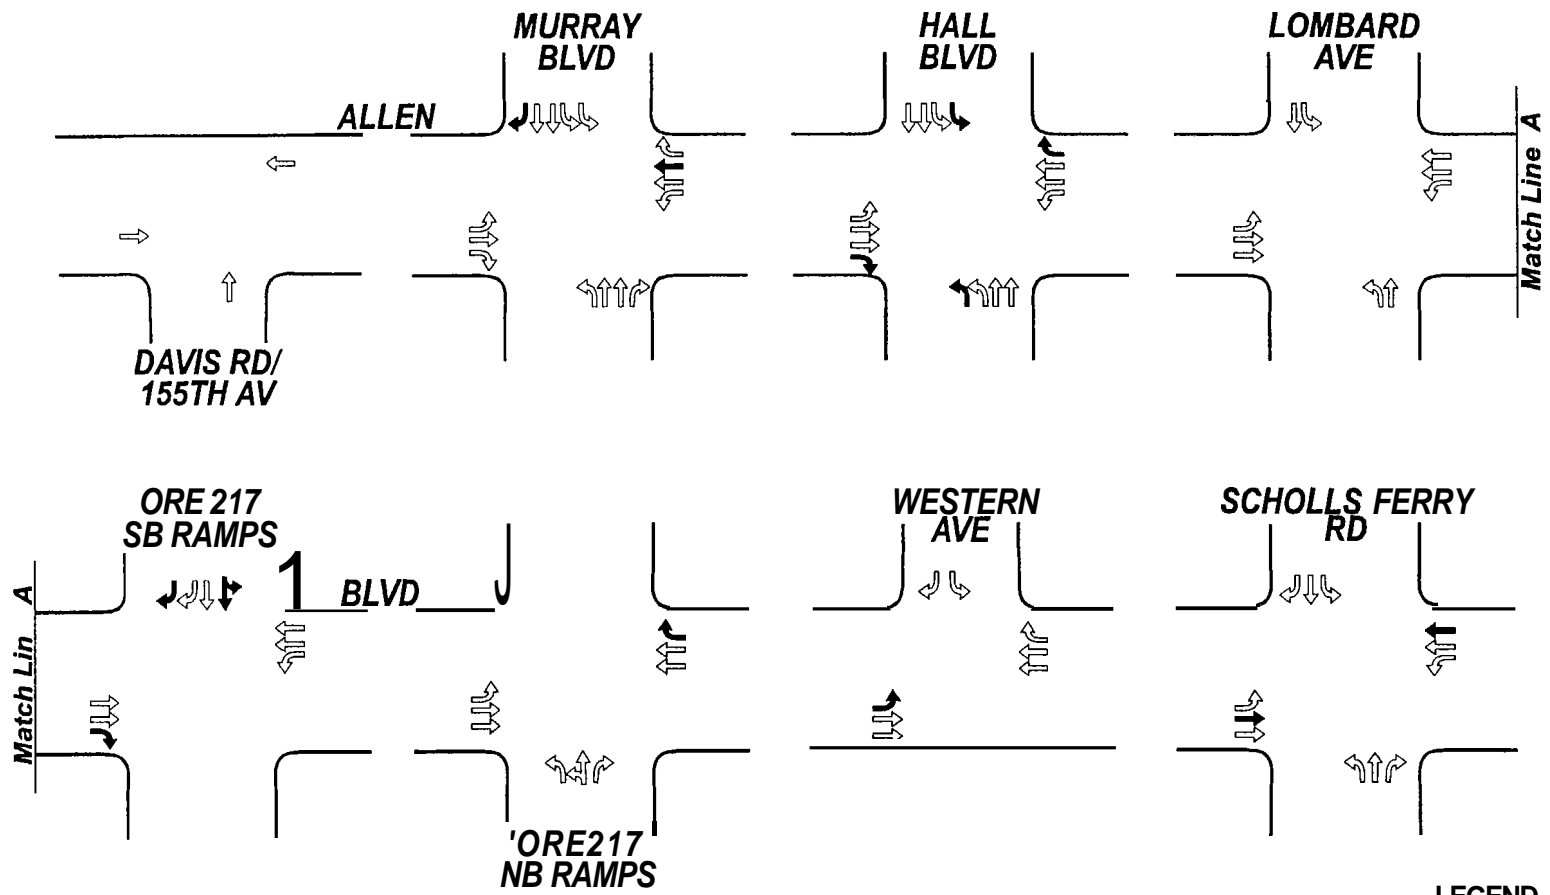 MURRAY
BLVD
HALL
BLVD
LOMBARD
AVE
ALLEN
Match Line A
DAVIS RD/
155TH AV
ORE 217
SB RAMPS
1
BLVD
WESTERN
AVE
SCHOLLS FERRY
RD
Match Lin A
'ORE217
NB RAMPS
LEGEND